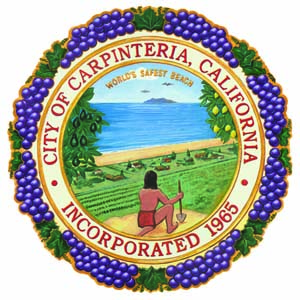 CITY OF CARPINTERIA, CALIFORNIA
WORLD'S SAFEST BEACH
• INCORPORATED 1965 •